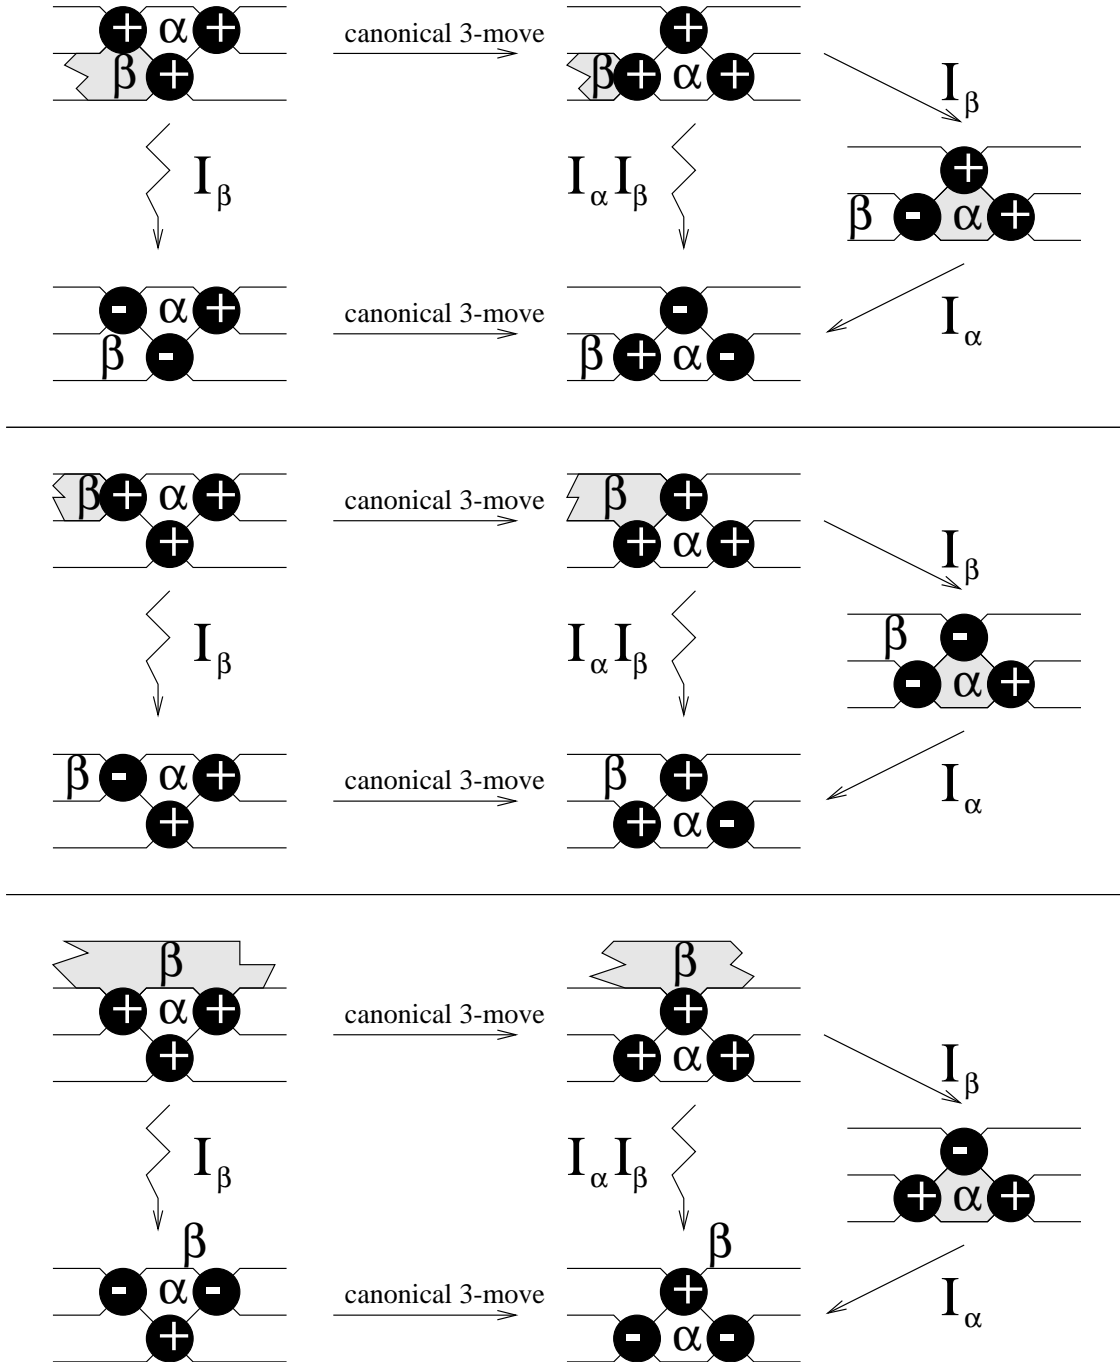 + α + canonical 3-move +
β + β + α + I_β
+
I_β I_α I_β β - α +
- α + canonical 3-move - I_α
β - β + α -
β + α + canonical 3-move β +
+ + α + I_β
β -
I_β I_α I_β - α +
β - α + canonical 3-move β + I_α
+ + α -
β β
+ α + canonical 3-move +
+ + α + I_β
-
I_β I_α I_β + α +
β β
- α - canonical 3-move + I_α
+ - α -